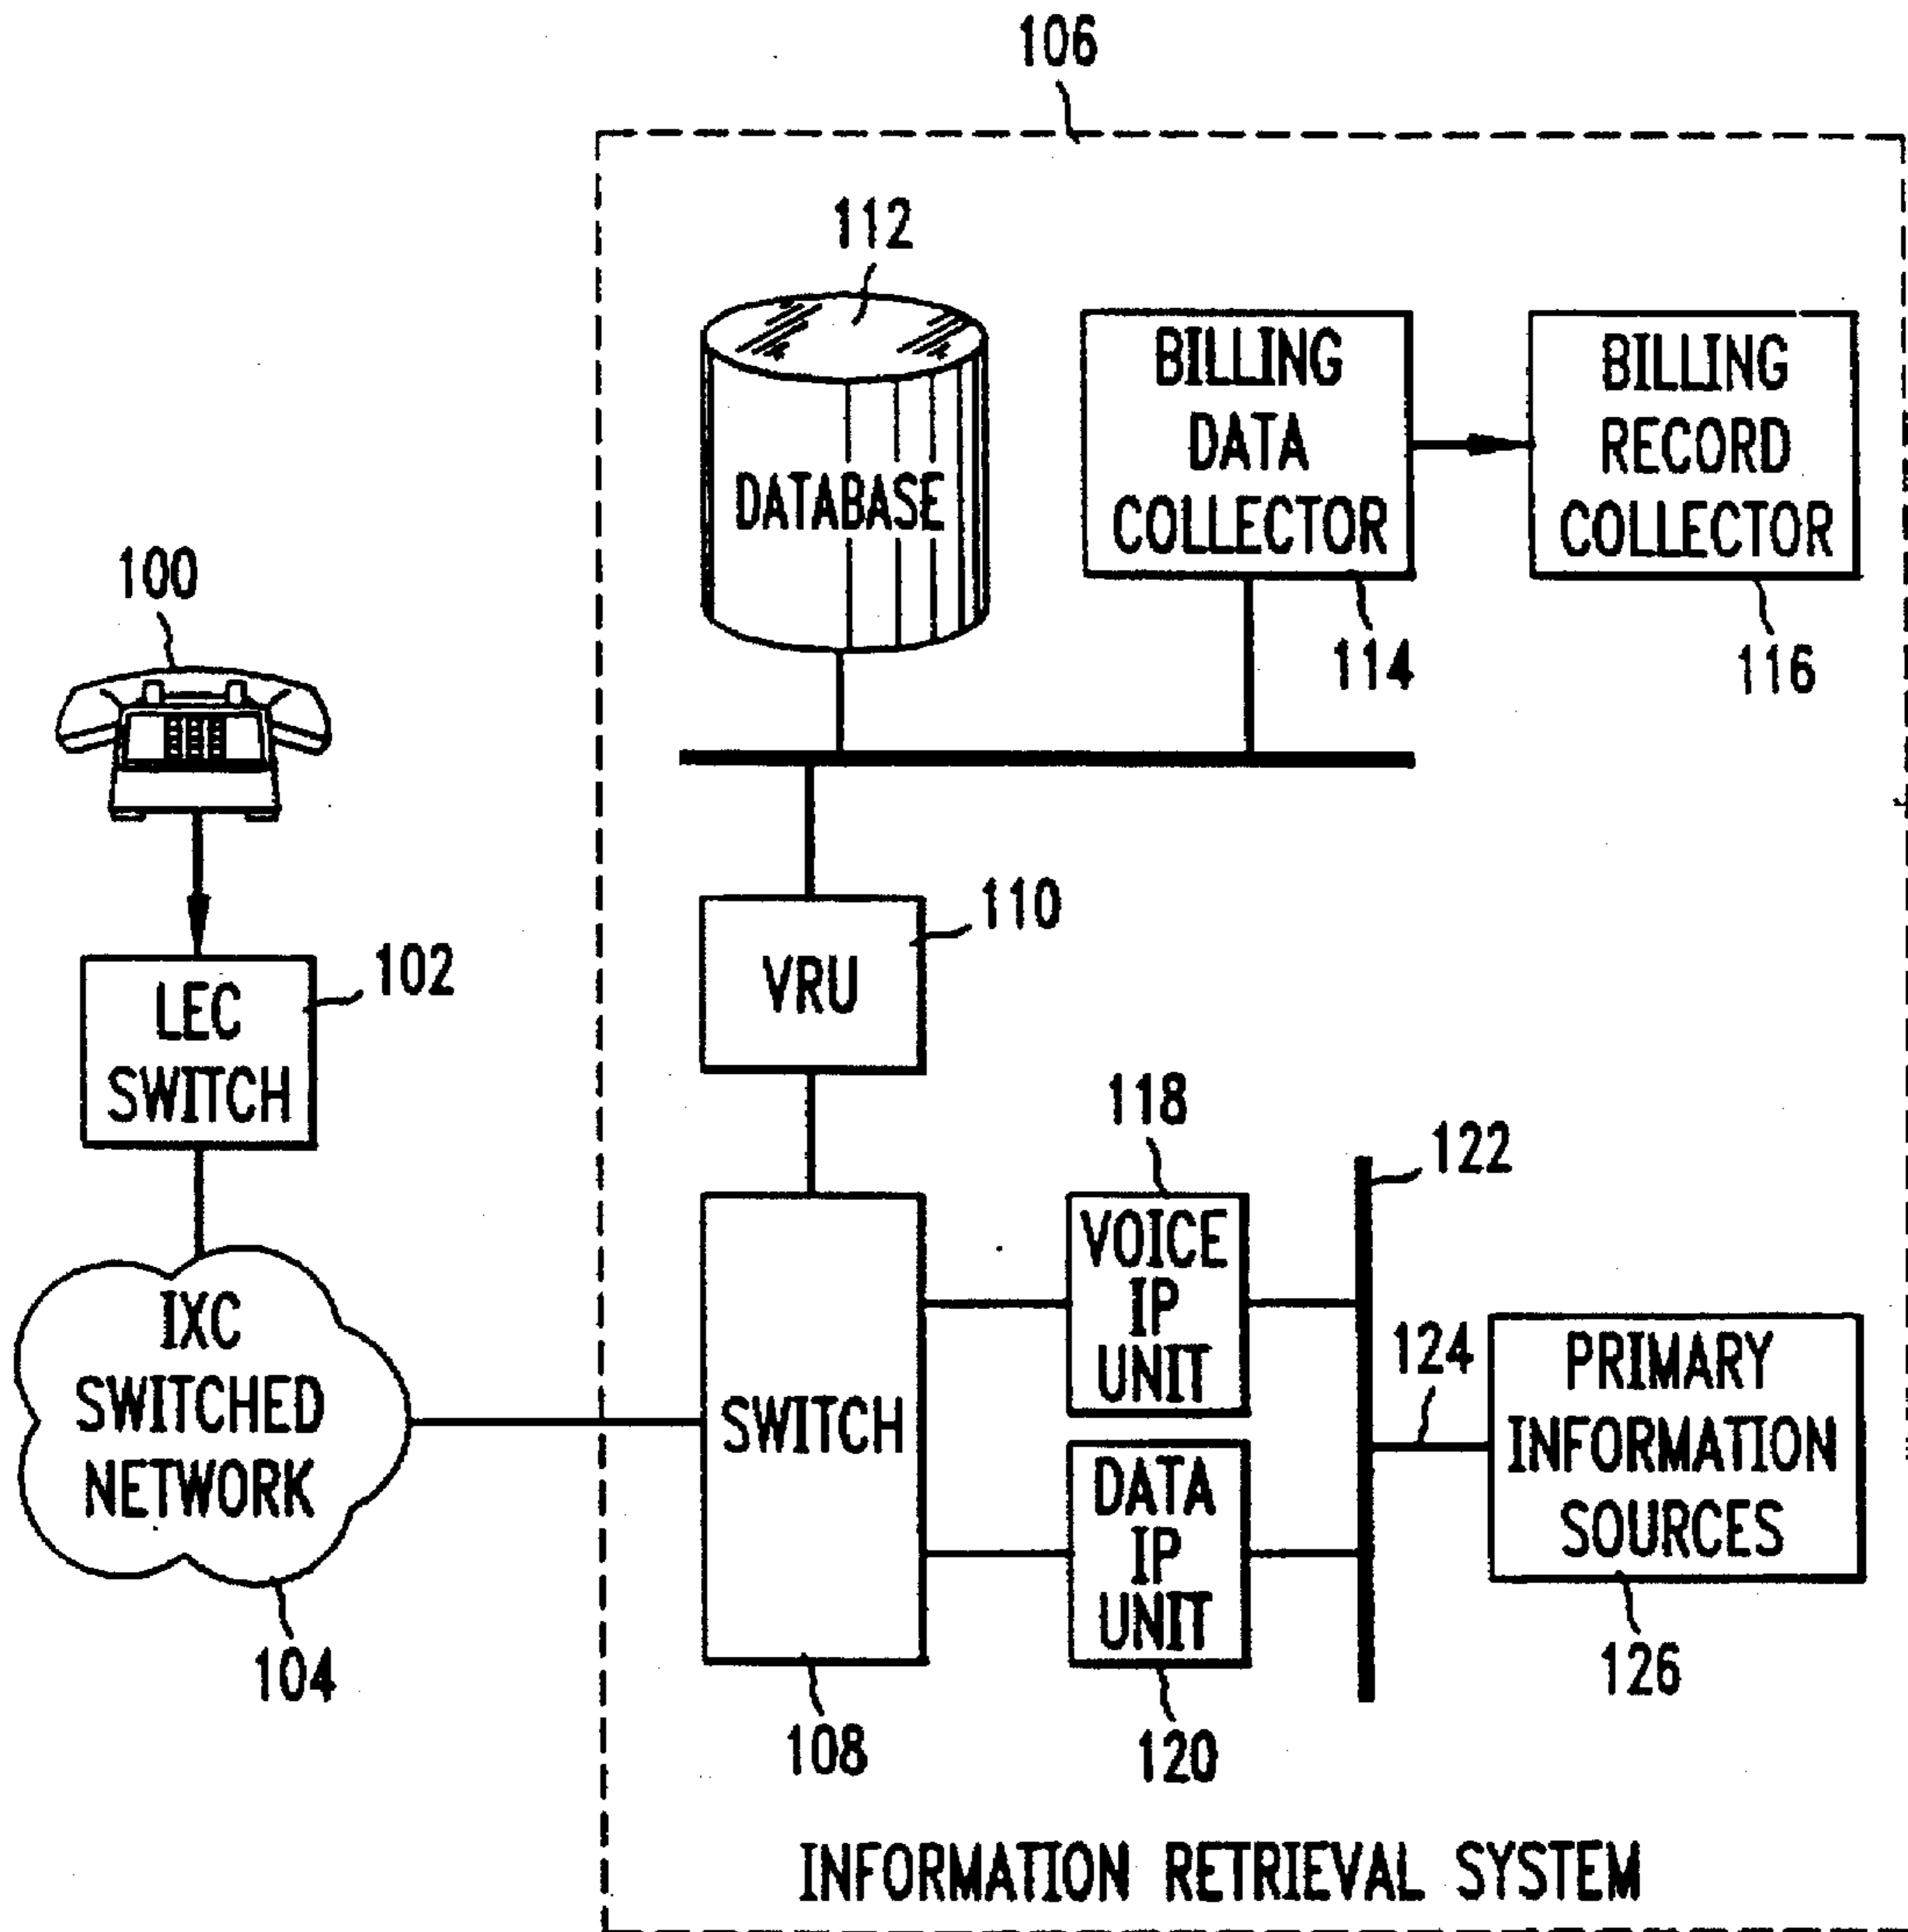 106
112
DATABASE
BILLING
DATA
COLLECTOR
114
BILLING
RECORD
COLLECTOR
116
100
LEC
SWITCH
102
VRU
110
IXC
SWITCHED
NETWORK
104
SWITCH
108
118
VOICE
IP
UNIT
DATA
IP
UNIT
120
122
124
PRIMARY
INFORMATION
SOURCES
126
INFORMATION RETRIEVAL SYSTEM